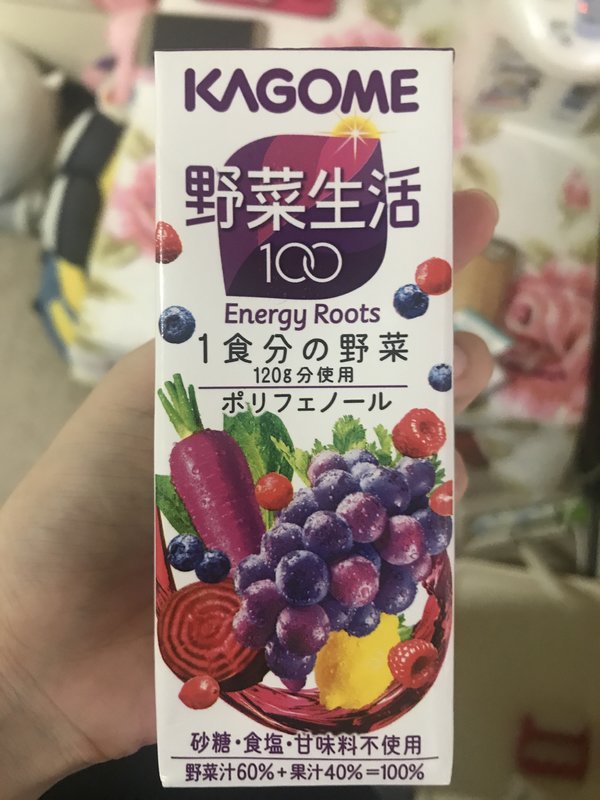 KAGOME
野菜生活
100
Energy Roots
1食分の野菜
120g分使用
ポリフェノール
砂糖・食塩・甘味料不使用
野菜汁60%+果汁40%=100%